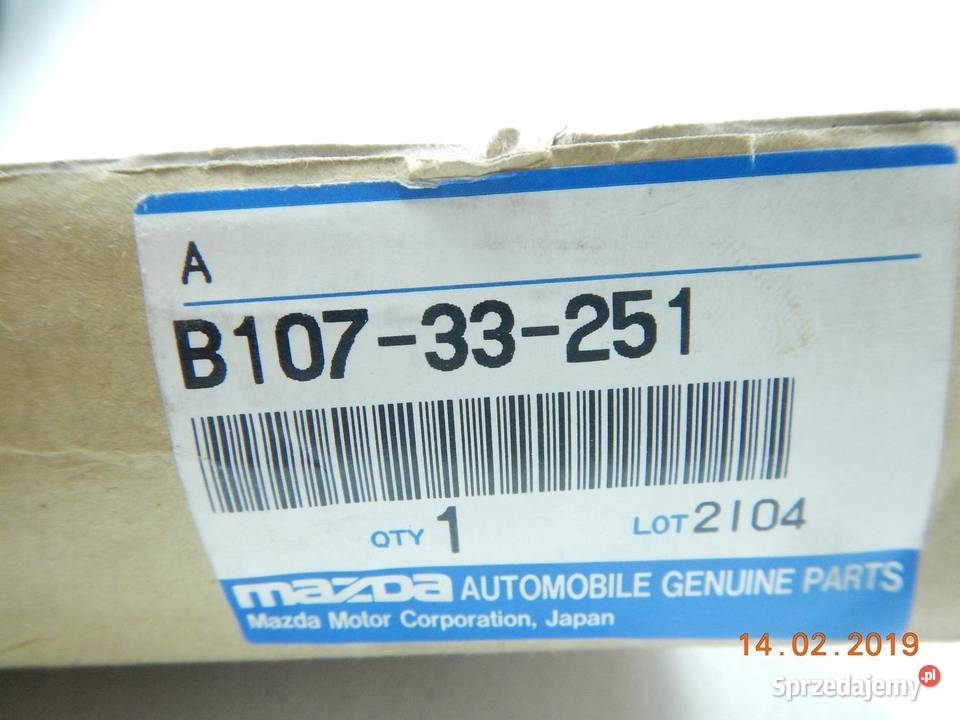 A
B107-33-251
QTY 1 LOT 2104
mazda AUTOMOBILE GENUINE PARTS
Mazda Motor Corporation, Japan
14.02.2019
Sprzedajemy.pl